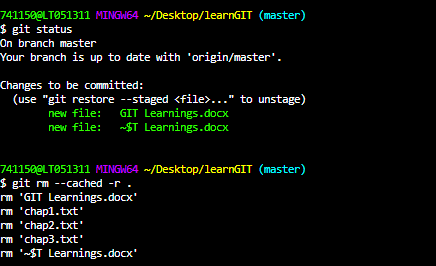 741150@LT051311 MINGW64 ~/Desktop/learnGIT (master)
$ git status
On branch master
Your branch is up to date with 'origin/master'.

Changes to be committed:
  (use "git restore --staged <file>..." to unstage)
        new file:   GIT Learnings.docx
        new file:   ~$T Learnings.docx


741150@LT051311 MINGW64 ~/Desktop/learnGIT (master)
$ git rm --cached -r .
rm 'GIT Learnings.docx'
rm 'chap1.txt'
rm 'chap2.txt'
rm 'chap3.txt'
rm '~$T Learnings.docx'